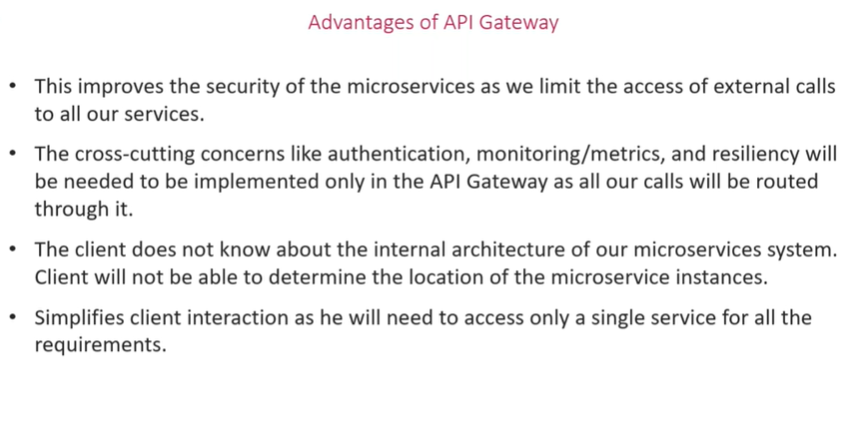 Advantages of API Gateway
• This improves the security of the microservices as we limit the access of external calls
to all our services.
• The cross-cutting concerns like authentication, monitoring/metrics, and resiliency will
be needed to be implemented only in the API Gateway as all our calls will be routed
through it.
• The client does not know about the internal architecture of our microservices system.
Client will not be able to determine the location of the microservice instances.
• Simplifies client interaction as he will need to access only a single service for all the
requirements.